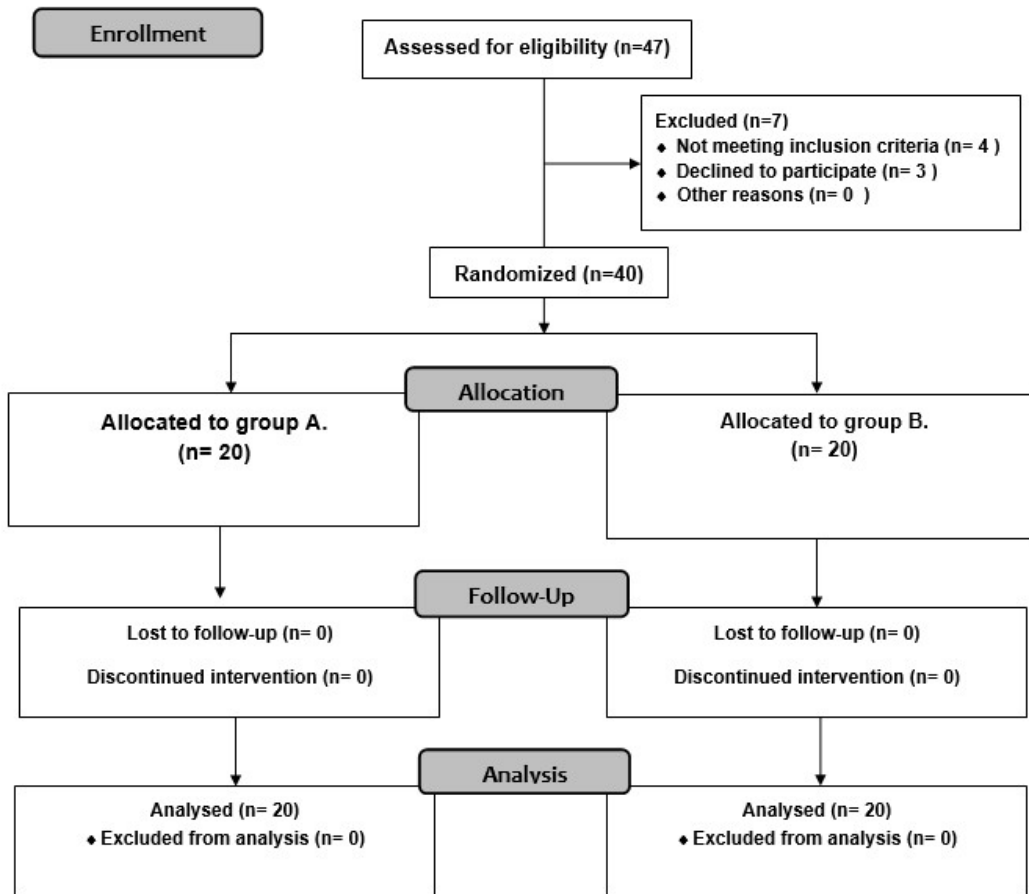 Enrollment
Assessed for eligibility (n=47)
Excluded (n=7)
◆ Not meeting inclusion criteria (n= 4 )
◆ Declined to participate (n= 3 )
◆ Other reasons (n= 0 )
Randomized (n=40)
Allocation
Allocated to group A.
(n= 20)
Allocated to group B.
(n= 20)
Follow-Up
Lost to follow-up (n= 0)
Discontinued intervention (n= 0)
Lost to follow-up (n= 0)
Discontinued intervention (n= 0)
Analysis
Analysed (n= 20)
◆ Excluded from analysis (n= 0)
Analysed (n= 20)
◆ Excluded from analysis (n= 0)